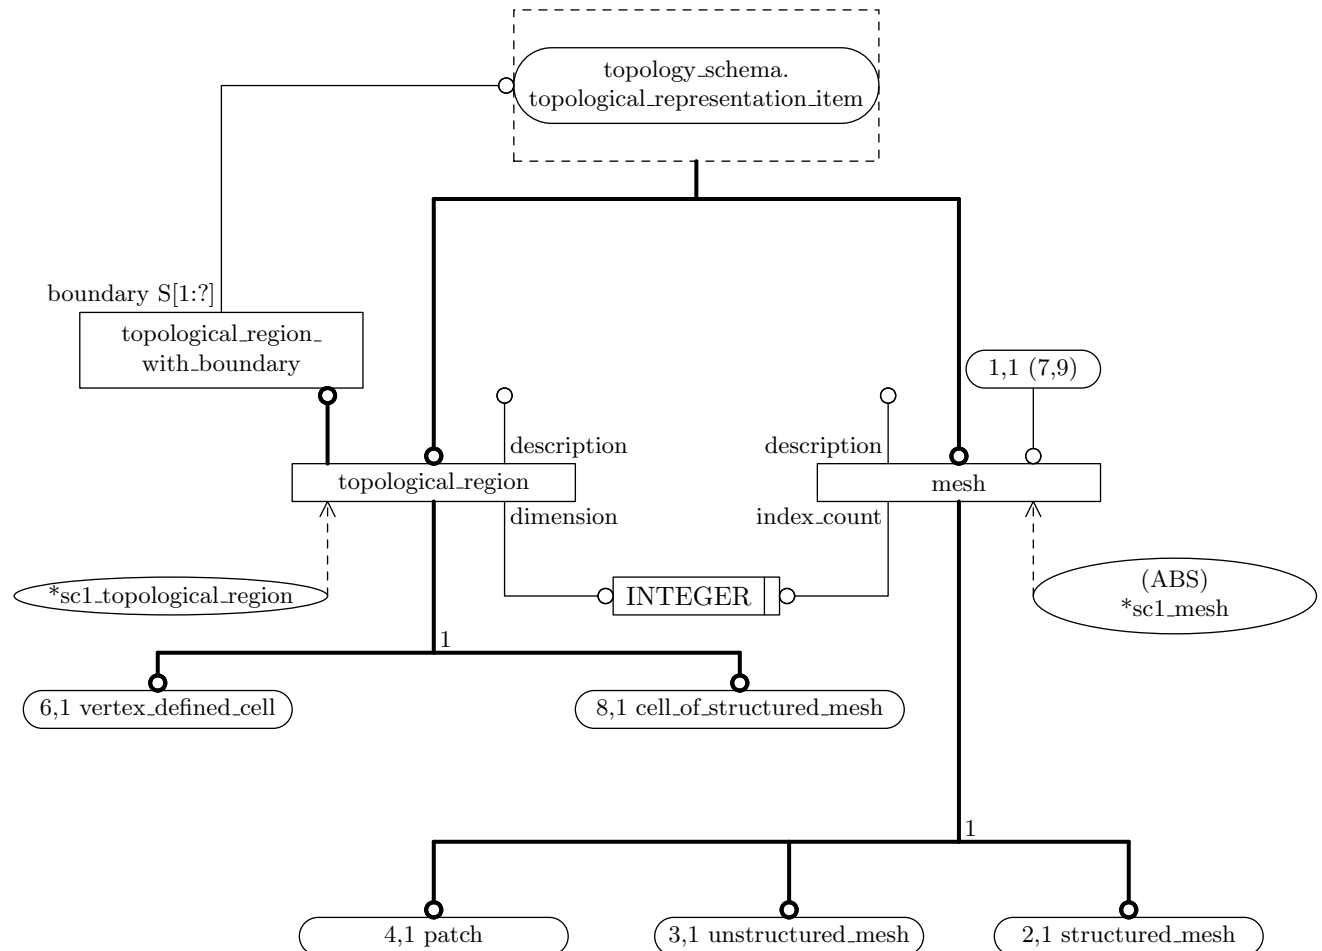 topology_schema.
topological_representation_item
boundary S[1:?]
topological_region_
with_boundary
1,1 (7,9)
description
description
topological_region
mesh
dimension
index_count
*sc1_topological_region
INTEGER
(ABS)
*sc1_mesh
1
6,1 vertex_defined_cell
8,1 cell_of_structured_mesh
1
4,1 patch
3,1 unstructured_mesh
2,1 structured_mesh